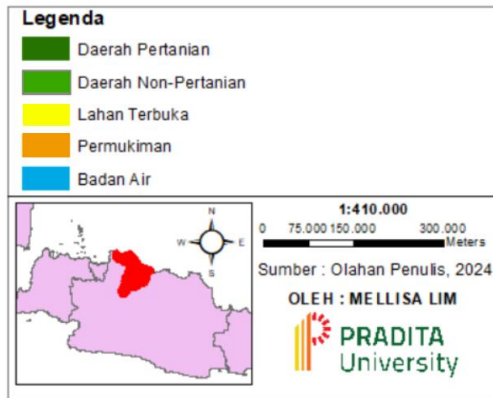 Legenda
Daerah Pertanian
Daerah Non-Pertanian
Lahan Terbuka
Permukiman
Badan Air
N
W E
S
1:410.000
0 75.000 150.000 300.000
Meters
Sumber : Olahan Penulis, 2024
OLEH : MELLISA LIM
PRADITA
University